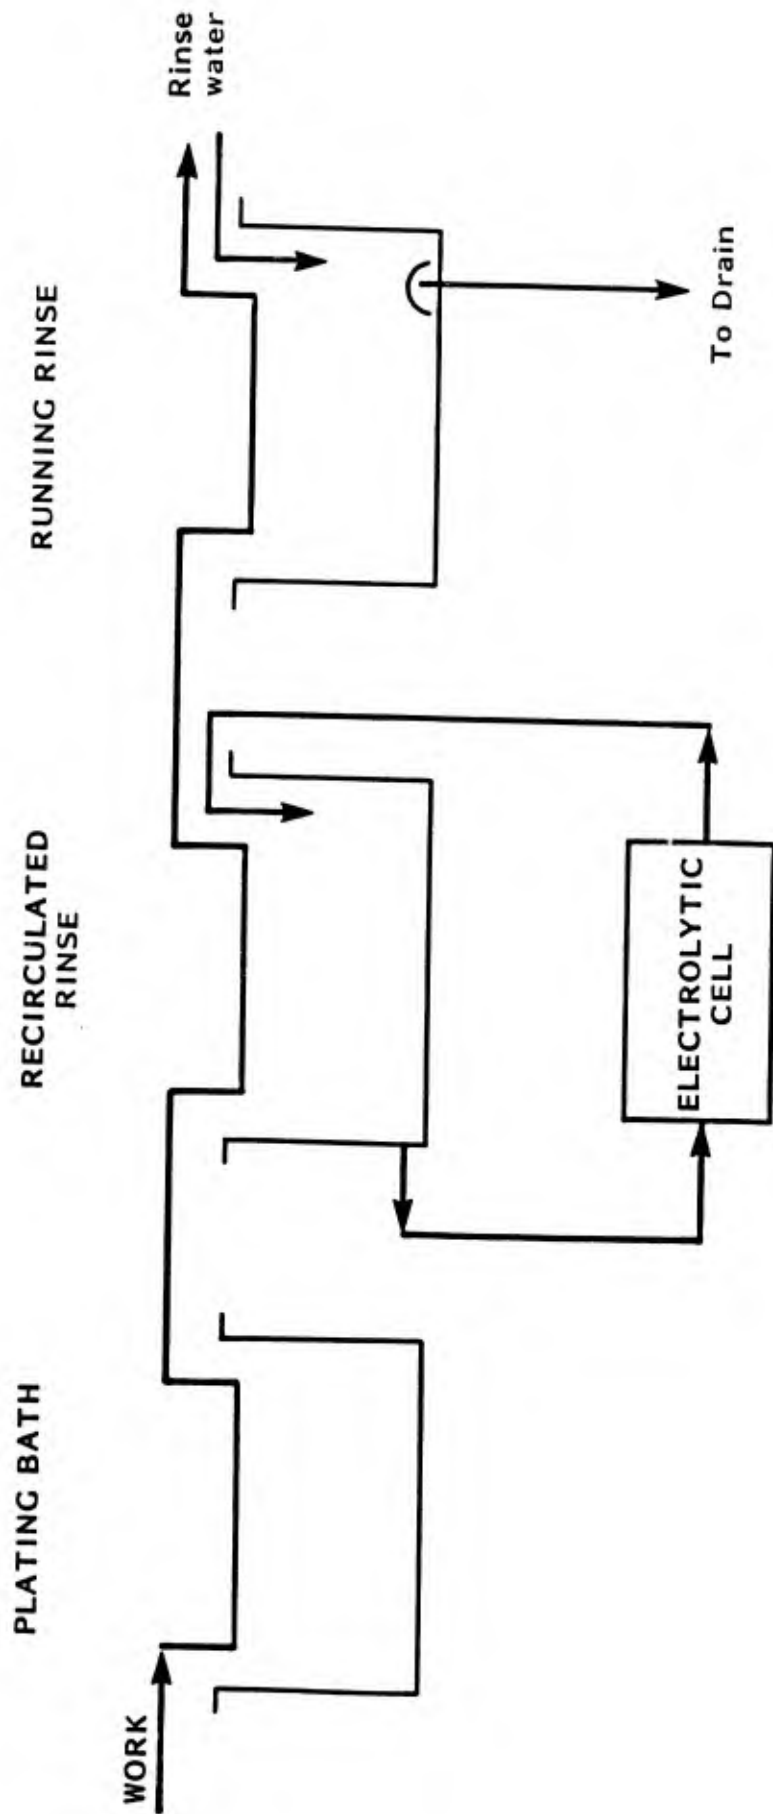 PLATING BATH
RECIRCULATED
RINSE
RUNNING RINSE
WORK
Rinse
water
ELECTROLYTIC
CELL
To Drain